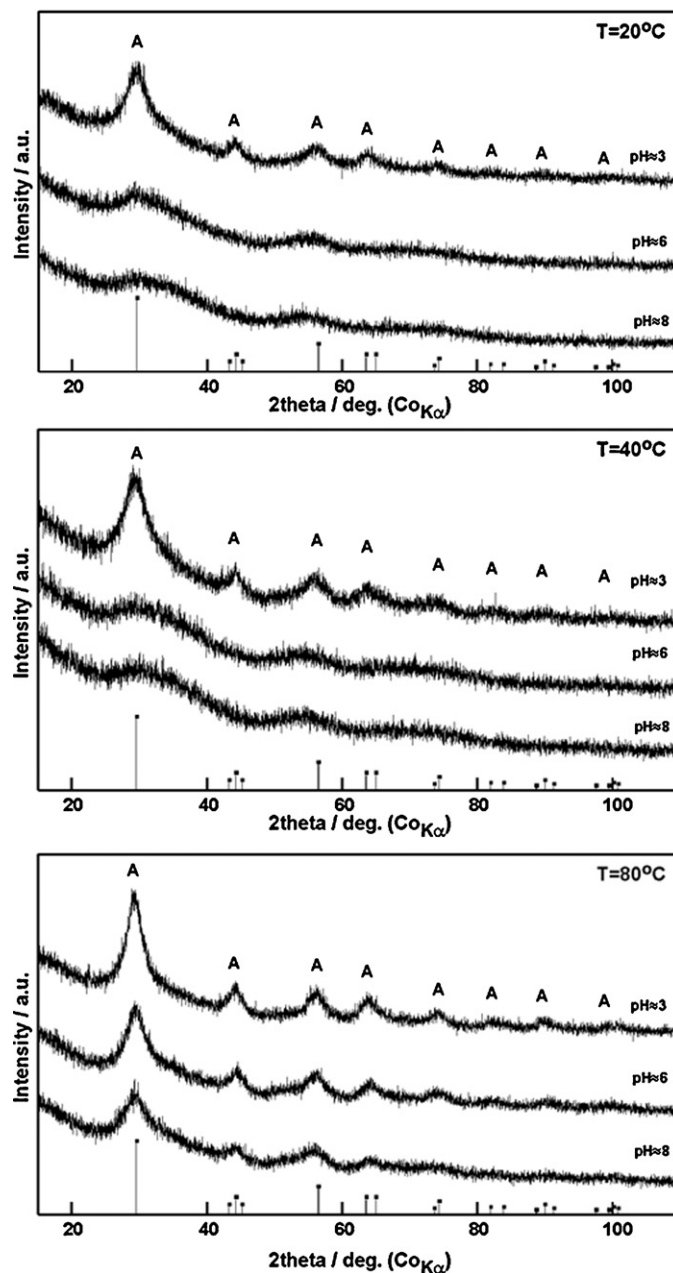 T=20°C
A
A A A A A A A
pH≈3
pH≈6
pH≈8
Intensity / a.u.
20 40 60 80 100
2theta / deg. (CoKα)
T=40°C
A
A A A A A A A
pH≈3
pH≈6
pH≈8
Intensity / a.u.
20 40 60 80 100
2theta / deg. (CoKα)
T=80°C
A
A A A A A A A
pH≈3
pH≈6
pH≈8
Intensity / a.u.
20 40 60 80 100
2theta / deg. (CoKα)